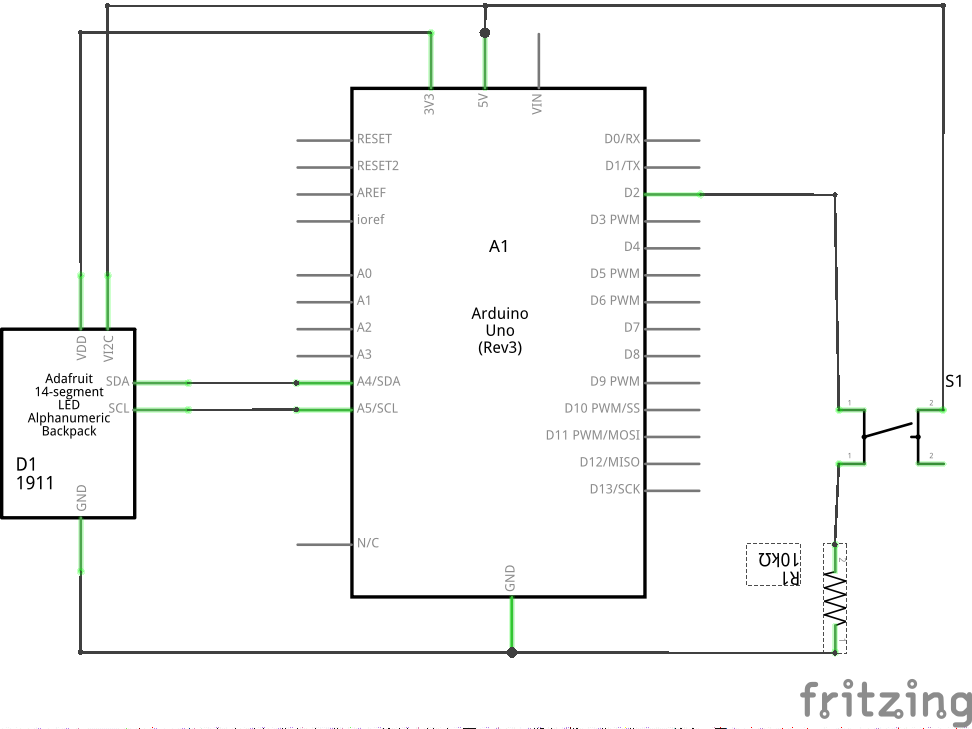 3V3
5V
VIN
RESET
RESET2
AREF
ioref
A0
A1
A2
A3
A4/SDA
A5/SCL
N/C
A1
Arduino
Uno
(Rev3)
D0/RX
D1/TX
D2
D3 PWM
D4
D5 PWM
D6 PWM
D7
D8
D9 PWM
D10 PWM/SS
D11 PWM/MOSI
D12/MISO
D13/SCK
GND
VDD
VI2C
SDA
SCL
Adafruit
14-segment
LED
Alphanumeric
Backpack
D1
1911
GND
S1
1
2
1
2
R1
10kΩ
2
1
fritzing